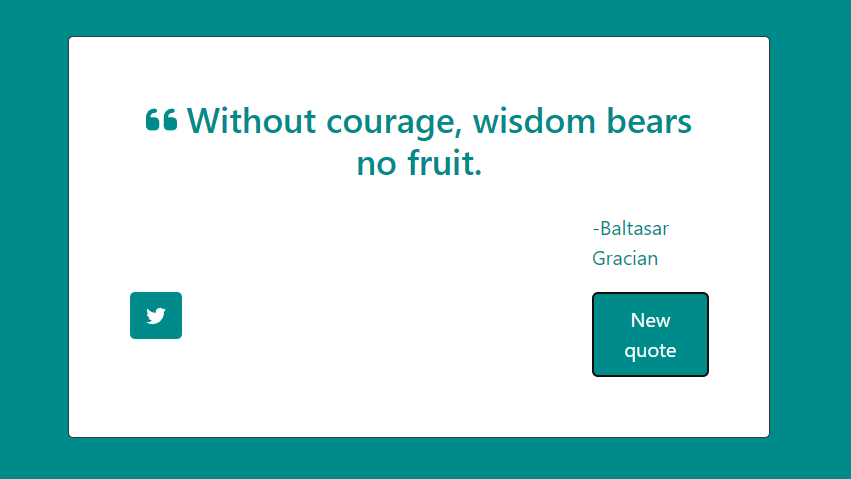 “ Without courage, wisdom bears
no fruit.
-Baltasar
Gracian
New
quote